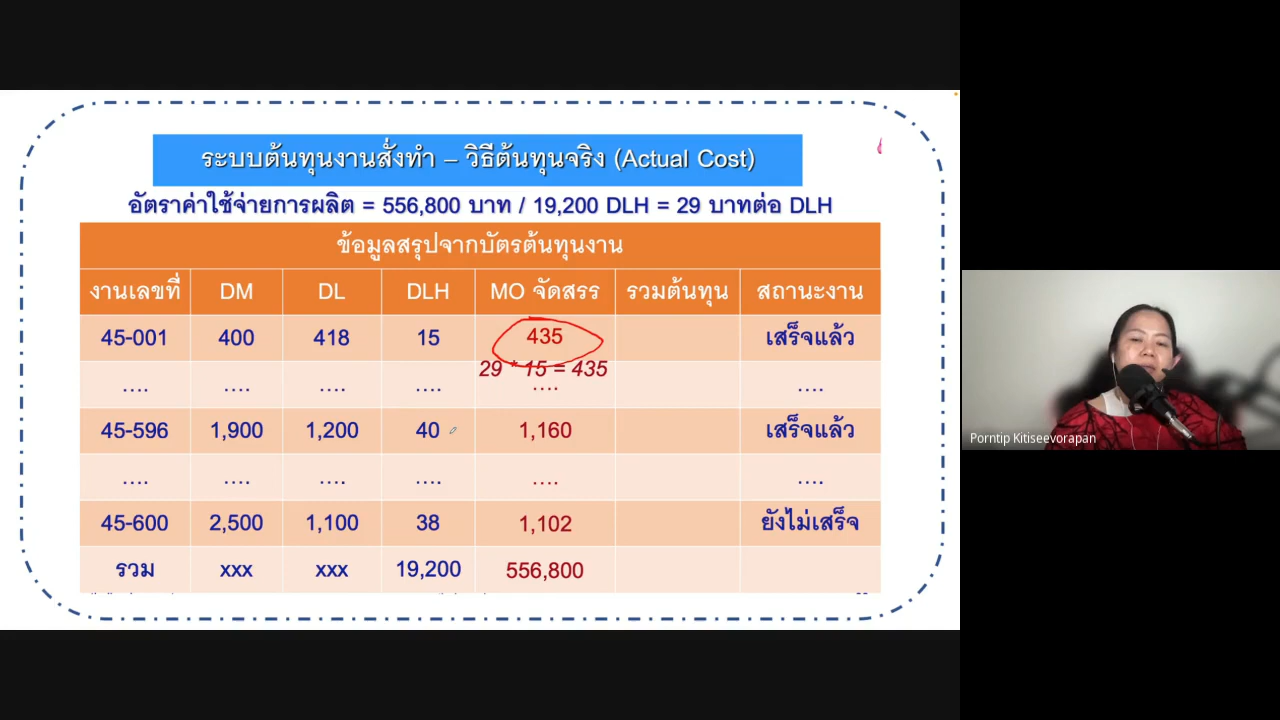 ระบบต้นทุนงานสั่งทำ – วิธีต้นทุนจริง (Actual Cost)
อัตราค่าใช้จ่ายการผลิต = 556,800 บาท / 19,200 DLH = 29 บาทต่อ DLH
ข้อมูลสรุปจากบัตรต้นทุนงาน
งานเลขที่ DM DL DLH MO จัดสรร รวมต้นทุน สถานะงาน
45-001 400 418 15 435 เสร็จแล้ว
29 * 15 = 435
.... .... .... .... .... ....
45-596 1,900 1,200 40 1,160 เสร็จแล้ว
.... .... .... .... .... ....
45-600 2,500 1,100 38 1,102 ยังไม่เสร็จ
รวม xxx xxx 19,200 556,800
Porntip Kitiseevorapan